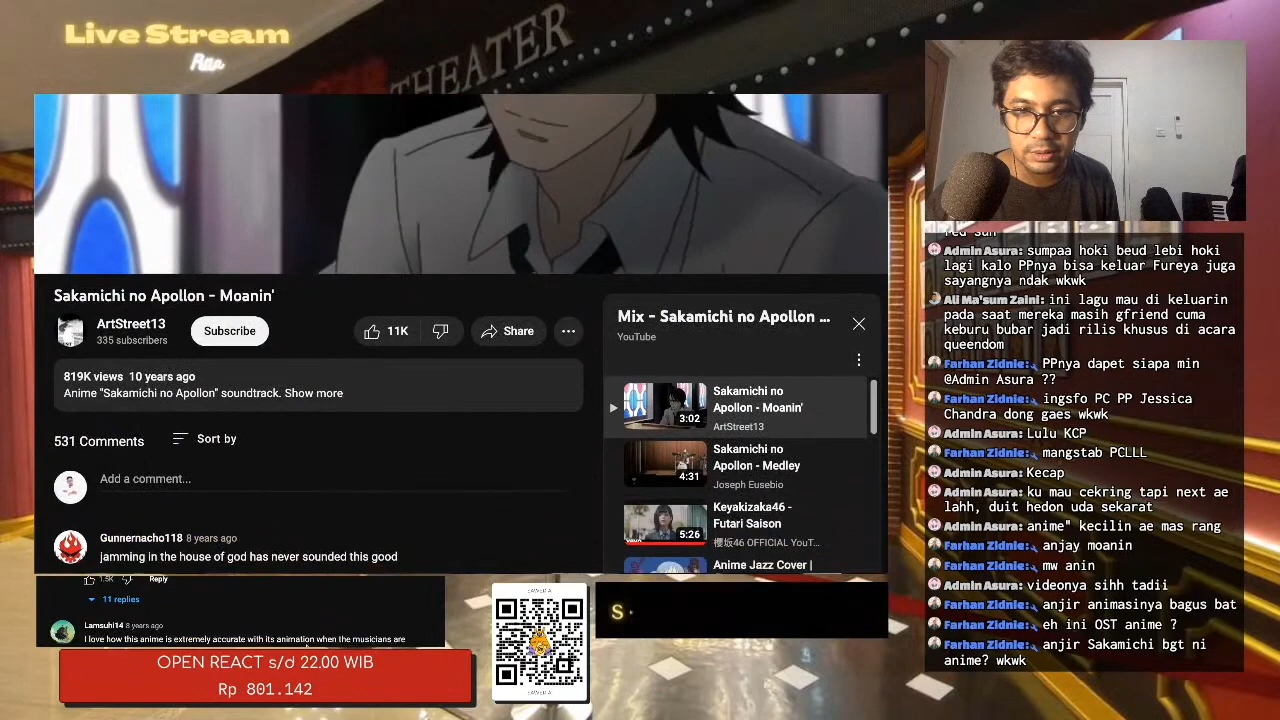 Live Stream
Ran
THEATER
Sakamichi no Apollon - Moanin'
ArtStreet13
335 subscribers
Subscribe
11K
Share
819K views 10 years ago
Anime "Sakamichi no Apollon" soundtrack. Show more
531 Comments
Sort by
Add a comment...
Gunnernacho118 8 years ago
jamming in the house of god has never sounded this good
Mix - Sakamichi no Apollon ...
YouTube
3:02
Sakamichi no
Apollon - Moanin'
ArtStreet13
4:31
Sakamichi no
Apollon - Medley
Joseph Eusebio
5:26
Keyakizaka46 -
Futari Saison
櫻坂46 OFFICIAL YouT...
Anime Jazz Cover |
1.5K
Reply
11 replies
Lamsuhi14 8 years ago
I love how this anime is extremely accurate with its animation when the musicians are
OPEN REACT s/d 22.00 WIB
Rp 801.142
SAWERIA
SAWERIA
S·
red sun
Admin Asura: sumpaa hoki beud lebi hoki
lagi kalo PPnya bisa keluar Fureya juga
sayangnya ndak wkwk
Ali Ma'sum Zaini: ini lagu mau di keluarin
pada saat mereka masih gfriend cuma
keburu bubar jadi rilis khusus di acara
queendom
Farhan Zidnie: PPnya dapet siapa min
@Admin Asura ??
Farhan Zidnie: ingsfo PC PP Jessica
Chandra dong gaes wkwk
Admin Asura: Lulu KCP
Farhan Zidnie: mangstab PCLLL
Admin Asura: Kecap
Admin Asura: ku mau cekring tapi next ae
lahh, duit hedon uda sekarat
Admin Asura: anime" kecilin ae mas rang
Farhan Zidnie: anjay moanin
Farhan Zidnie: mw anin
Admin Asura: videonya sihh tadii
Farhan Zidnie: anjir animasinya bagus bat
Farhan Zidnie: eh ini OST anime ?
Farhan Zidnie: anjir Sakamichi bgt ni
anime? wkwk